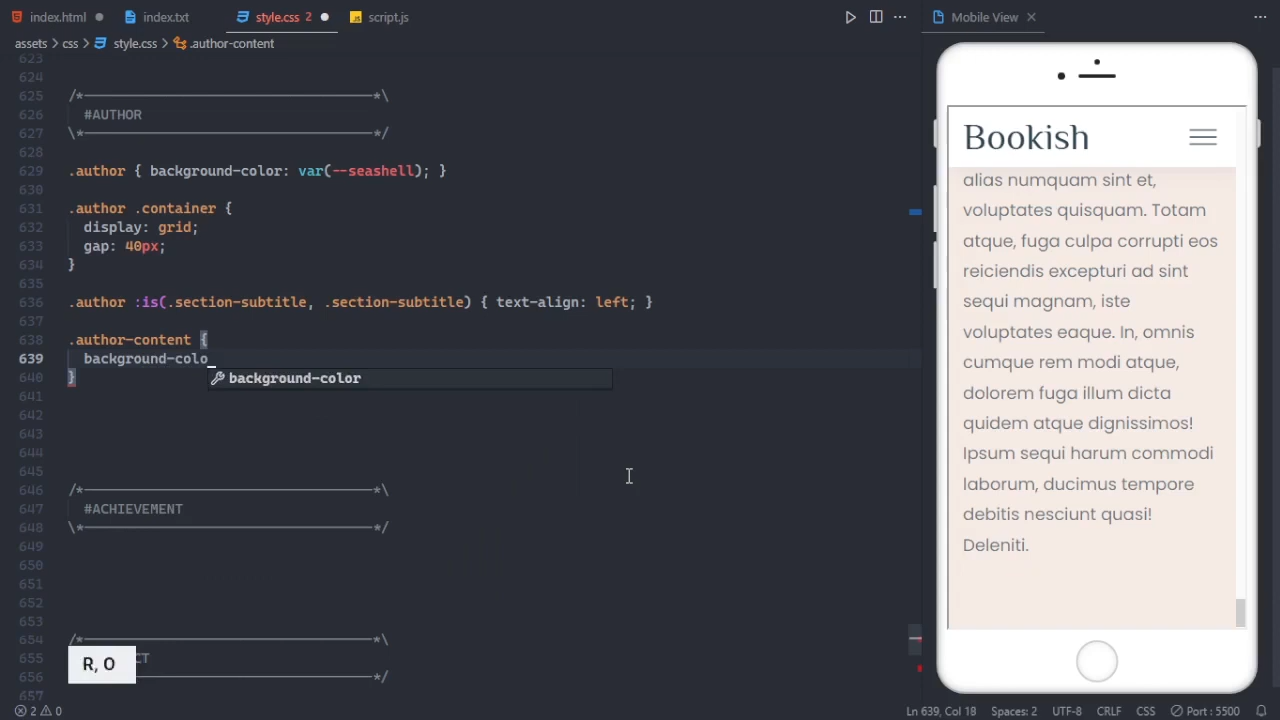 index.html
index.txt
style.css 2
script.js
Mobile View
assets > css > style.css > .author-content
623
624
625 /*-----------------------------------*\
626 #AUTHOR
627 \*-----------------------------------*/
628
629 .author { background-color: var(--seashell); }
630
631 .author .container {
632 display: grid;
633 gap: 40px;
634 }
635
636 .author :is(.section-subtitle, .section-subtitle) { text-align: left; }
637
638 .author-content {
639 background-colo
background-color
640 }
641
642
643
644
645
646 /*-----------------------------------*\
647 #ACHIEVEMENT
648 \*-----------------------------------*/
649
650
651
652
653
654 /*-----------------------------------*\
655 CT
656 -----------------------------------*/
657
R, O
Bookish
alias numquam sint et,
voluptates quisquam. Totam
atque, fuga culpa corrupti eos
reiciendis excepturi ad sint
sequi magnam, iste
voluptates eaque. In, omnis
cumque rem modi atque,
dolorem fuga illum dicta
quidem atque dignissimos!
Ipsum sequi harum commodi
laborum, ducimus tempore
debitis nesciunt quasi!
Deleniti.
2 0
Ln 639, Col 18 Spaces: 2 UTF-8 CRLF CSS Port : 5500